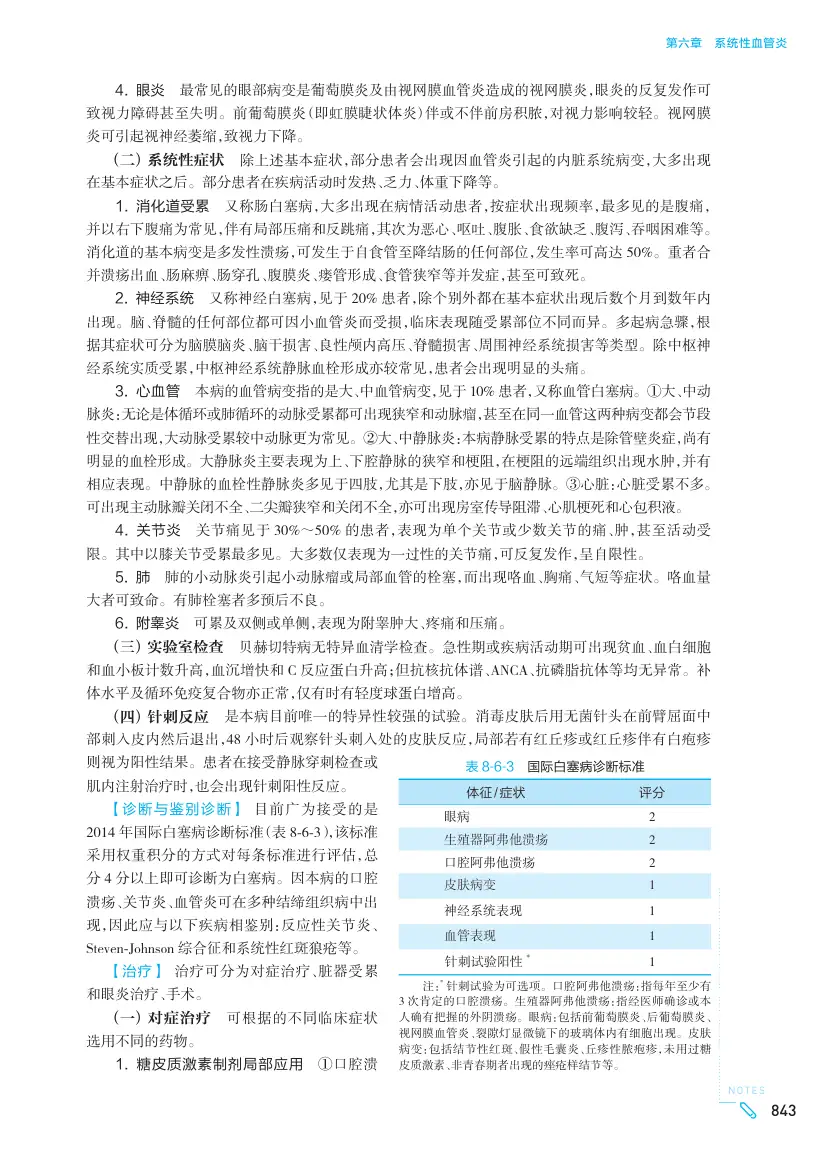 第六章　系统性血管炎
4. 眼炎　最常见的眼部病变是葡萄膜炎及由视网膜血管炎造成的视网膜炎,眼炎的反复发作可
致视力障碍甚至失明。前葡萄膜炎(即虹膜睫状体炎)伴或不伴前房积脓,对视力影响较轻。视网膜
炎可引起视神经萎缩,致视力下降。
(二) 系统性症状　除上述基本症状,部分患者会出现因血管炎引起的内脏系统病变,大多出现
在基本症状之后。部分患者在疾病活动时发热、乏力、体重下降等。
1. 消化道受累　又称肠白塞病,大多出现在病情活动患者,按症状出现频率,最多见的是腹痛,
并以右下腹痛为常见,伴有局部压痛和反跳痛,其次为恶心、呕吐、腹胀、食欲缺乏、腹泻、吞咽困难等。
消化道的基本病变是多发性溃疡,可发生于自食管至降结肠的任何部位,发生率可高达 50%。重者合
并溃疡出血、肠麻痹、肠穿孔、腹膜炎、瘘管形成、食管狭窄等并发症,甚至可致死。
2. 神经系统　又称神经白塞病,见于 20% 患者,除个别外都在基本症状出现后数个月到数年内
出现。脑、脊髓的任何部位都可因小血管炎而受损,临床表现随受累部位不同而异。多起病急骤,根
据其症状可分为脑膜脑炎、脑干损害、良性颅内高压、脊髓损害、周围神经系统损害等类型。除中枢神
经系统实质受累,中枢神经系统静脉血栓形成亦较常见,患者会出现明显的头痛。
3. 心血管　本病的血管病变指的是大、中血管病变,见于 10% 患者,又称血管白塞病。①大、中动
脉炎:无论是体循环或肺循环的动脉受累都可出现狭窄和动脉瘤,甚至在同一血管这两种病变都会节段
性交替出现,大动脉受累较中动脉更为常见。②大、中静脉炎:本病静脉受累的特点是除管壁炎症,尚有
明显的血栓形成。大静脉炎主要表现为上、下腔静脉的狭窄和梗阻,在梗阻的远端组织出现水肿,并有
相应表现。中静脉的血栓性静脉炎多见于四肢,尤其是下肢,亦见于脑静脉。③心脏:心脏受累不多。
可出现主动脉瓣关闭不全、二尖瓣狭窄和关闭不全,亦可出现房室传导阻滞、心肌梗死和心包积液。
4. 关节炎　关节痛见于 30%～50% 的患者,表现为单个关节或少数关节的痛、肿,甚至活动受
限。其中以膝关节受累最多见。大多数仅表现为一过性的关节痛,可反复发作,呈自限性。
5. 肺　肺的小动脉炎引起小动脉瘤或局部血管的栓塞,而出现咯血、胸痛、气短等症状。咯血量
大者可致命。有肺栓塞者多预后不良。
6. 附睾炎　可累及双侧或单侧,表现为附睾肿大、疼痛和压痛。
(三) 实验室检查　贝赫切特病无特异血清学检查。急性期或疾病活动期可出现贫血、血白细胞
和血小板计数升高,血沉增快和 C 反应蛋白升高;但抗核抗体谱、ANCA、抗磷脂抗体等均无异常。补
体水平及循环免疫复合物亦正常,仅有时有轻度球蛋白增高。
(四) 针刺反应　是本病目前唯一的特异性较强的试验。消毒皮肤后用无菌针头在前臂屈面中
部刺入皮内然后退出,48 小时后观察针头刺入处的皮肤反应,局部若有红丘疹或红丘疹伴有白疱疹
则视为阳性结果。患者在接受静脉穿刺检查或
肌内注射治疗时,也会出现针刺阳性反应。
【诊断与鉴别诊断】 目前广为接受的是
2014 年国际白塞病诊断标准(表 8-6-3),该标准
采用权重积分的方式对每条标准进行评估,总
分 4 分以上即可诊断为白塞病。因本病的口腔
溃疡、关节炎、血管炎可在多种结缔组织病中出
现,因此应与以下疾病相鉴别:反应性关节炎、
Steven-Johnson 综合征和系统性红斑狼疮等。
【治疗】 治疗可分为对症治疗、脏器受累
和眼炎治疗、手术。
(一) 对症治疗　可根据的不同临床症状
选用不同的药物。
1. 糖皮质激素制剂局部应用　①口腔溃
表 8-6-3　国际白塞病诊断标准
体征/症状　评分
眼病　2
生殖器阿弗他溃疡　2
口腔阿弗他溃疡　2
皮肤病变　1
神经系统表现　1
血管表现　1
针刺试验阳性*　1
注:*针刺试验为可选项。口腔阿弗他溃疡:指每年至少有
3 次肯定的口腔溃疡。生殖器阿弗他溃疡:指经医师确诊或本
人确有把握的外阴溃疡。眼病:包括前葡萄膜炎、后葡萄膜炎、
视网膜血管炎、裂隙灯显微镜下的玻璃体内有细胞出现。皮肤
病变:包括结节性红斑、假性毛囊炎、丘疹性脓疱疹,未用过糖
皮质激素、非青春期者出现的痤疮样结节等。
NOTES
843